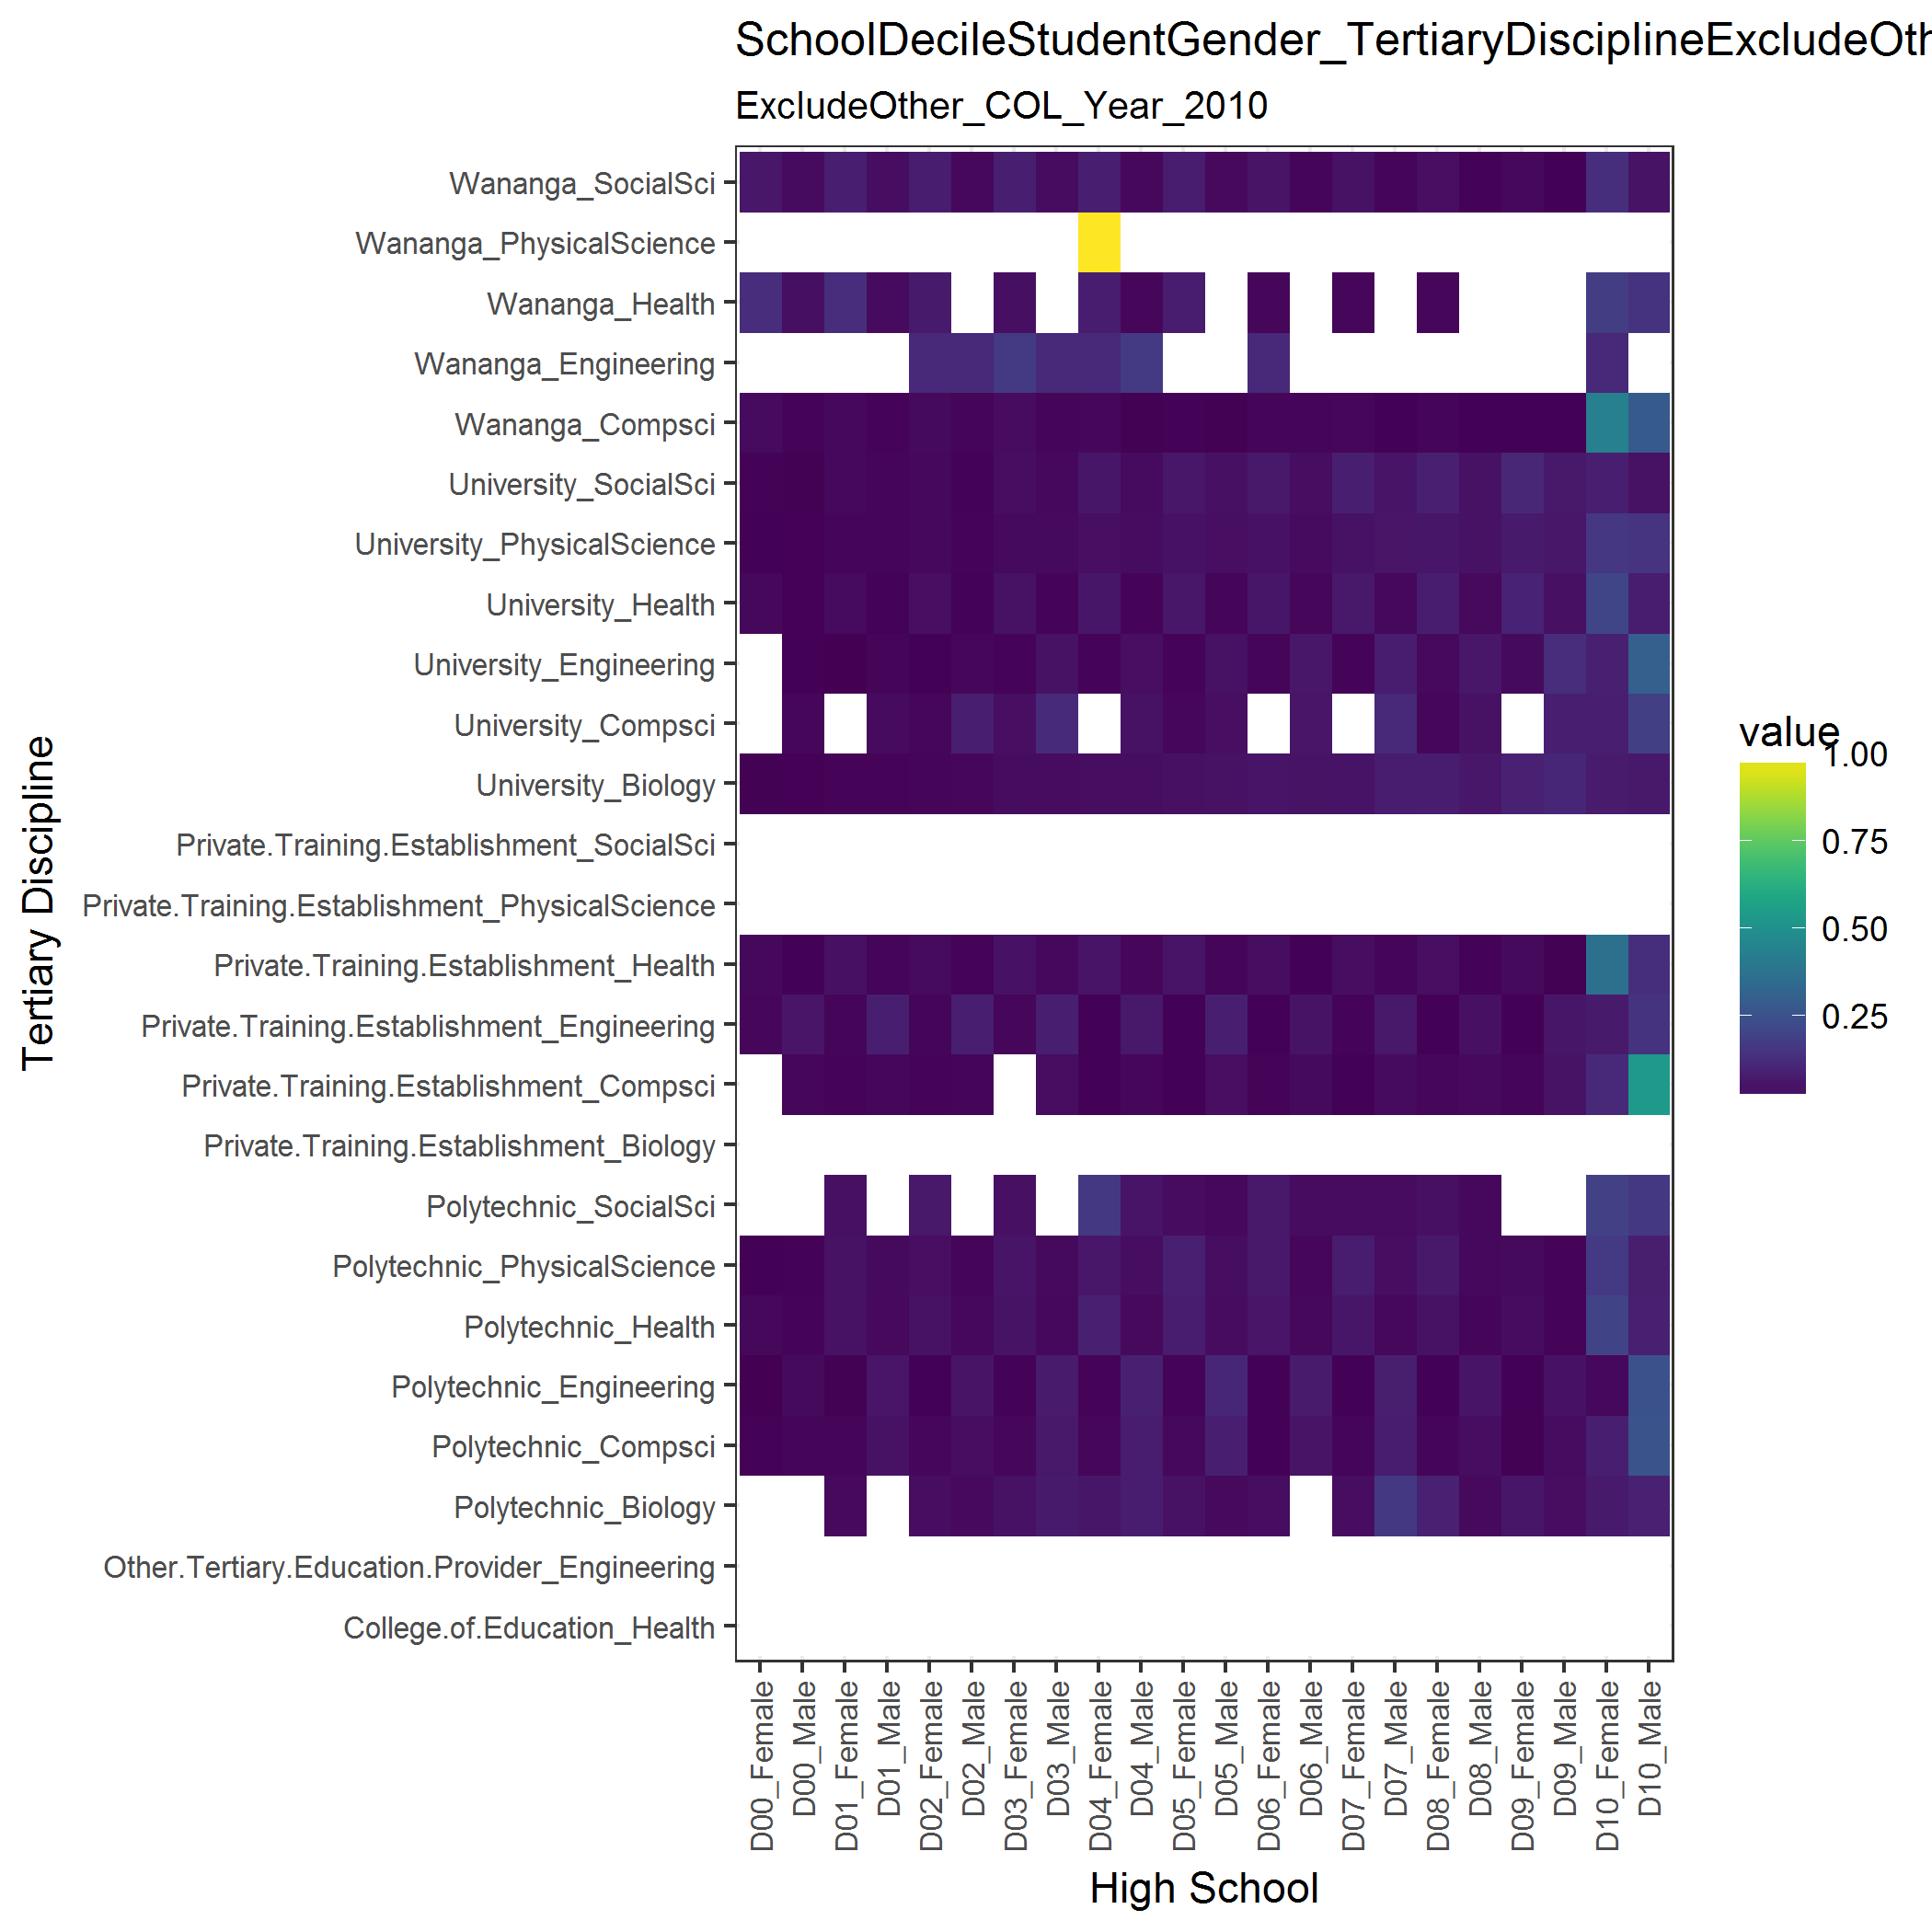 SchoolDecileStudentGender_TertiaryDisciplineExcludeOth
ExcludeOther_COL_Year_2010
Tertiary Discipline
Wananga_SocialSci
Wananga_PhysicalScience
Wananga_Health
Wananga_Engineering
Wananga_Compsci
University_SocialSci
University_PhysicalScience
University_Health
University_Engineering
University_Compsci
University_Biology
Private.Training.Establishment_SocialSci
Private.Training.Establishment_PhysicalScience
Private.Training.Establishment_Health
Private.Training.Establishment_Engineering
Private.Training.Establishment_Compsci
Private.Training.Establishment_Biology
Polytechnic_SocialSci
Polytechnic_PhysicalScience
Polytechnic_Health
Polytechnic_Engineering
Polytechnic_Compsci
Polytechnic_Biology
Other.Tertiary.Education.Provider_Engineering
College.of.Education_Health
D00_Female
D00_Male
D01_Female
D01_Male
D02_Female
D02_Male
D03_Female
D03_Male
D04_Female
D04_Male
D05_Female
D05_Male
D06_Female
D06_Male
D07_Female
D07_Male
D08_Female
D08_Male
D09_Female
D09_Male
D10_Female
D10_Male
High School
value
1.00
0.75
0.50
0.25